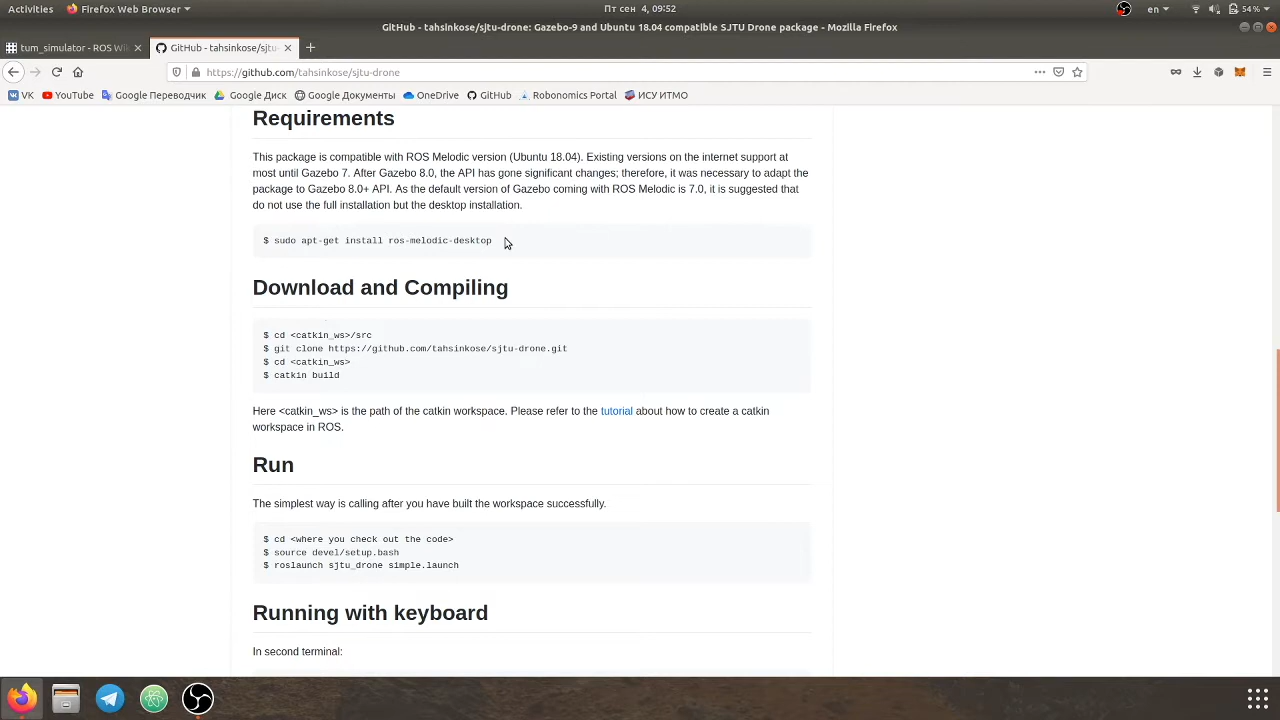 Activities
Firefox Web Browser
Пт сен 4, 09:52
en
54 %
GitHub - tahsinkose/sjtu-drone: Gazebo-9 and Ubuntu 18.04 compatible SJTU Drone package - Mozilla Firefox
tum_simulator - ROS Wi
GitHub - tahsinkose/sjtu-
https://github.com/tahsinkose/sjtu-drone
VK
YouTube
Google Переводчик
Google Диск
Google Документы
OneDrive
GitHub
Robonomics Portal
ИСУ ИТМО
Requirements
This package is compatible with ROS Melodic version (Ubuntu 18.04). Existing versions on the internet support at
most until Gazebo 7. After Gazebo 8.0, the API has gone significant changes; therefore, it was necessary to adapt the
package to Gazebo 8.0+ API. As the default version of Gazebo coming with ROS Melodic is 7.0, it is suggested that
do not use the full installation but the desktop installation.
$ sudo apt-get install ros-melodic-desktop
Download and Compiling
$ cd <catkin_ws>/src
$ git clone https://github.com/tahsinkose/sjtu-drone.git
$ cd <catkin_ws>
$ catkin build
Here <catkin_ws> is the path of the catkin workspace. Please refer to the tutorial about how to create a catkin
workspace in ROS.
Run
The simplest way is calling after you have built the workspace successfully.
$ cd <where you check out the code>
$ source devel/setup.bash
$ roslaunch sjtu_drone simple.launch
Running with keyboard
In second terminal: